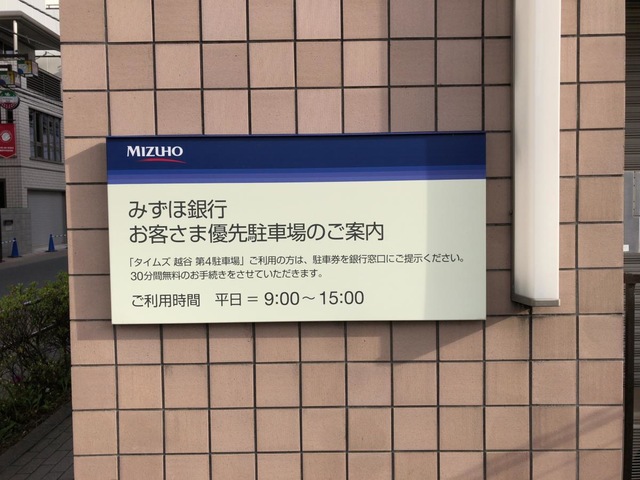 MIZUHO
みずほ銀行
お客さま優先駐車場のご案内
「タイムズ 越谷 第4駐車場」ご利用の方は、駐車券を銀行窓口にご提示ください。
30分間無料のお手続きをさせていただきます。
ご利用時間 平日＝9:00～15:00